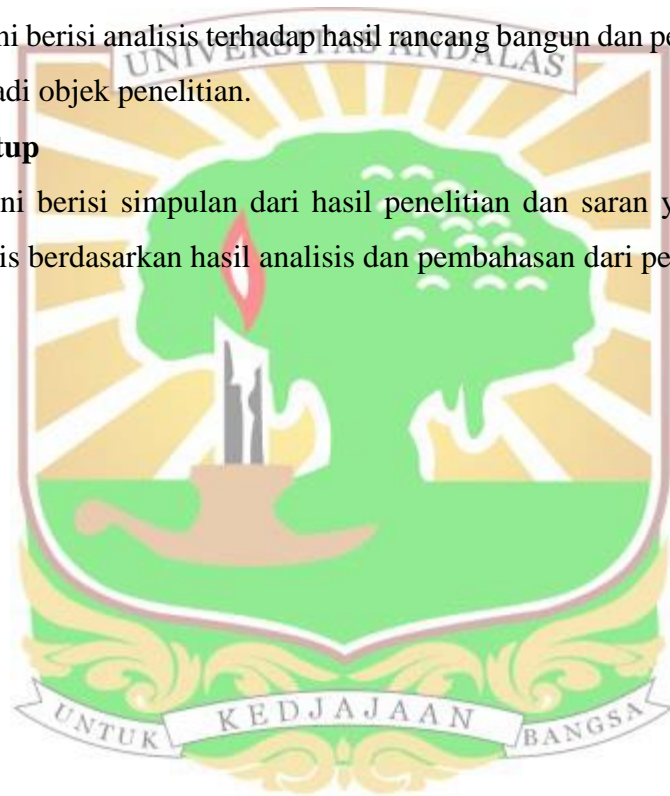 ni berisi analisis terhadap hasil rancang bangun dan pe
UNIVERSITAS ANDALAS
adi objek penelitian.
tup
ni berisi simpulan dari hasil penelitian dan saran y
is berdasarkan hasil analisis dan pembahasan dari pe
UNTUK KEDJAJAAN BANGSA